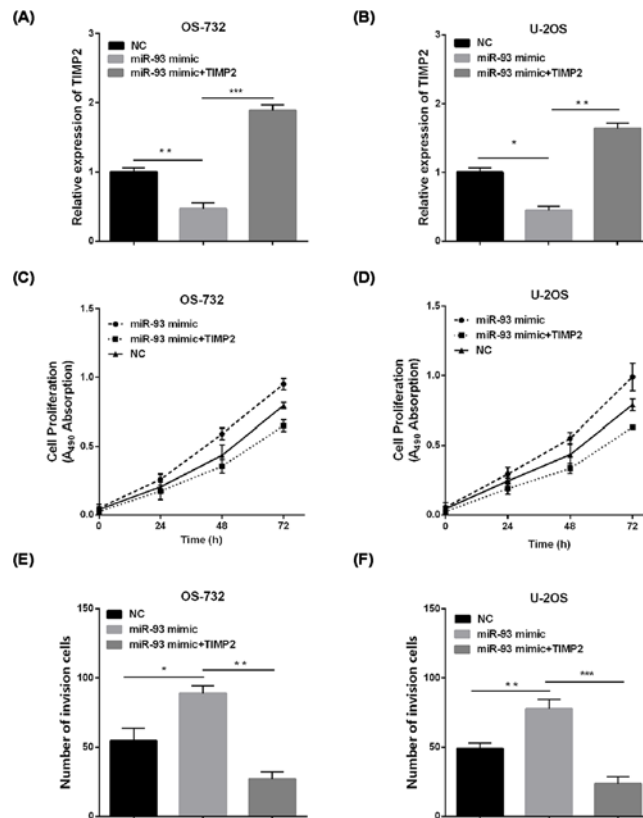 (A)
OS-732
NC
miR-93 mimic
miR-93 mimic+TIMP2
Relative expression of TIMP2
3
2
1
0
**
***
(B)
U-2OS
NC
miR-93 mimic
miR-93 mimic+TIMP2
Relative expression of TIMP2
3
2
1
0
*
**
(C)
OS-732
miR-93 mimic
miR-93 mimic+TIMP2
NC
Cell Proliferation
(A490 Absorption)
1.5
1.0
0.5
0.0
0 24 48 72
Time (h)
(D)
U-2OS
miR-93 mimic
miR-93 mimic+TIMP2
NC
Cell Proliferation
(A490 Absorption)
1.5
1.0
0.5
0.0
0 24 48 72
Time (h)
(E)
OS-732
NC
miR-93 mimic
miR-93 mimic+TIMP2
Number of invision cells
150
100
50
0
*
**
(F)
U-2OS
NC
miR-93 mimic
miR-93 mimic+TIMP2
Number of invision cells
150
100
50
0
**
***